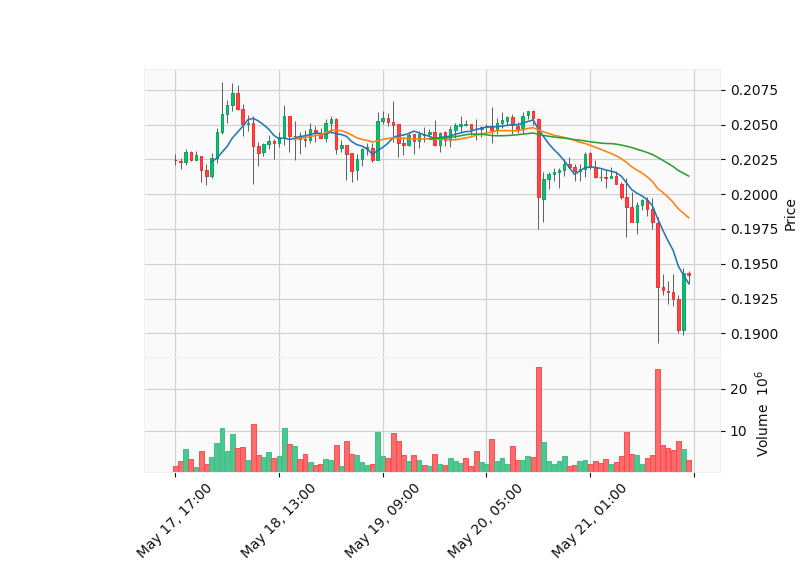 0.2075
0.2050
0.2025
0.2000
0.1975
0.1950
0.1925
0.1900
Price
20
10
Volume 10^6
May 17, 17:00
May 18, 13:00
May 19, 09:00
May 20, 05:00
May 21, 01:00